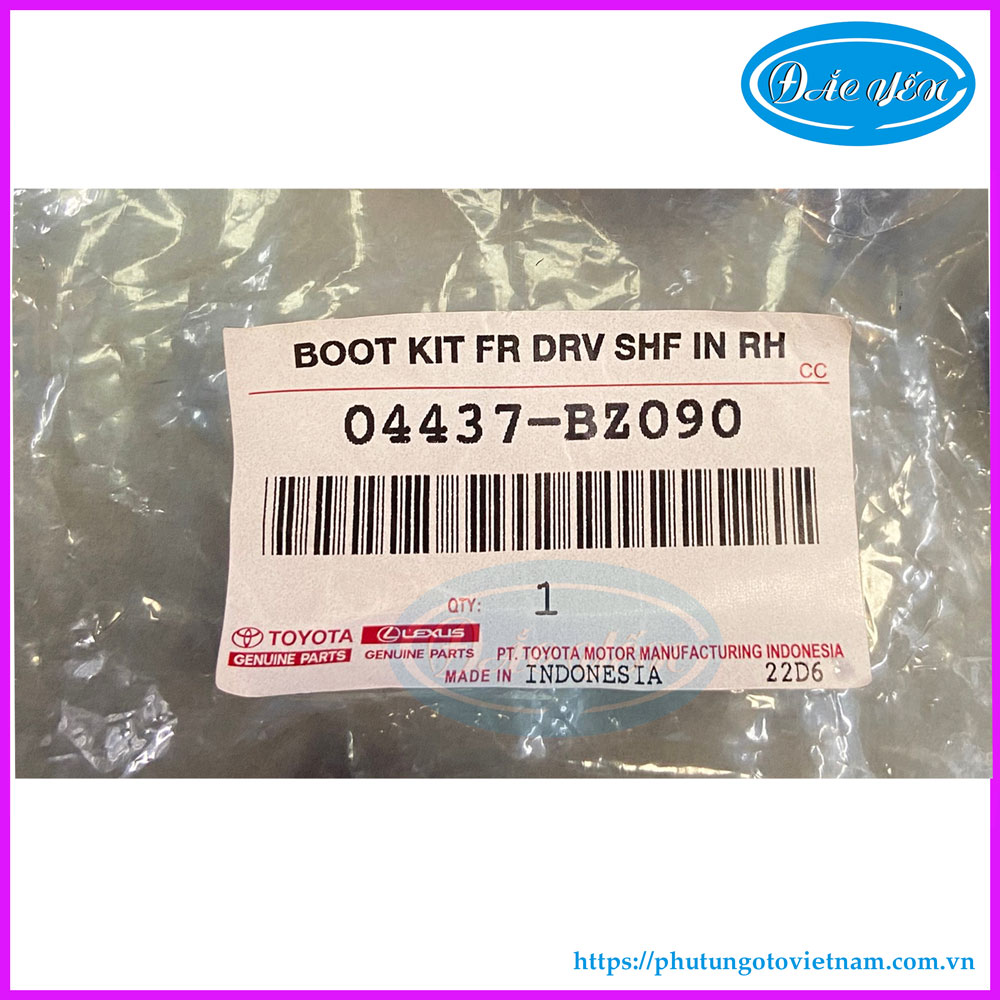 ĐẮC YẾN
BOOT KIT FR DRV SHF IN RH
CC
04437-BZ090
QTY: 1
TOYOTA LEXUS
GENUINE PARTS GENUINE PARTS PT. TOYOTA MOTOR MANUFACTURING INDONESIA
MADE IN INDONESIA 22D6
https://phutungotovietnam.com.vn